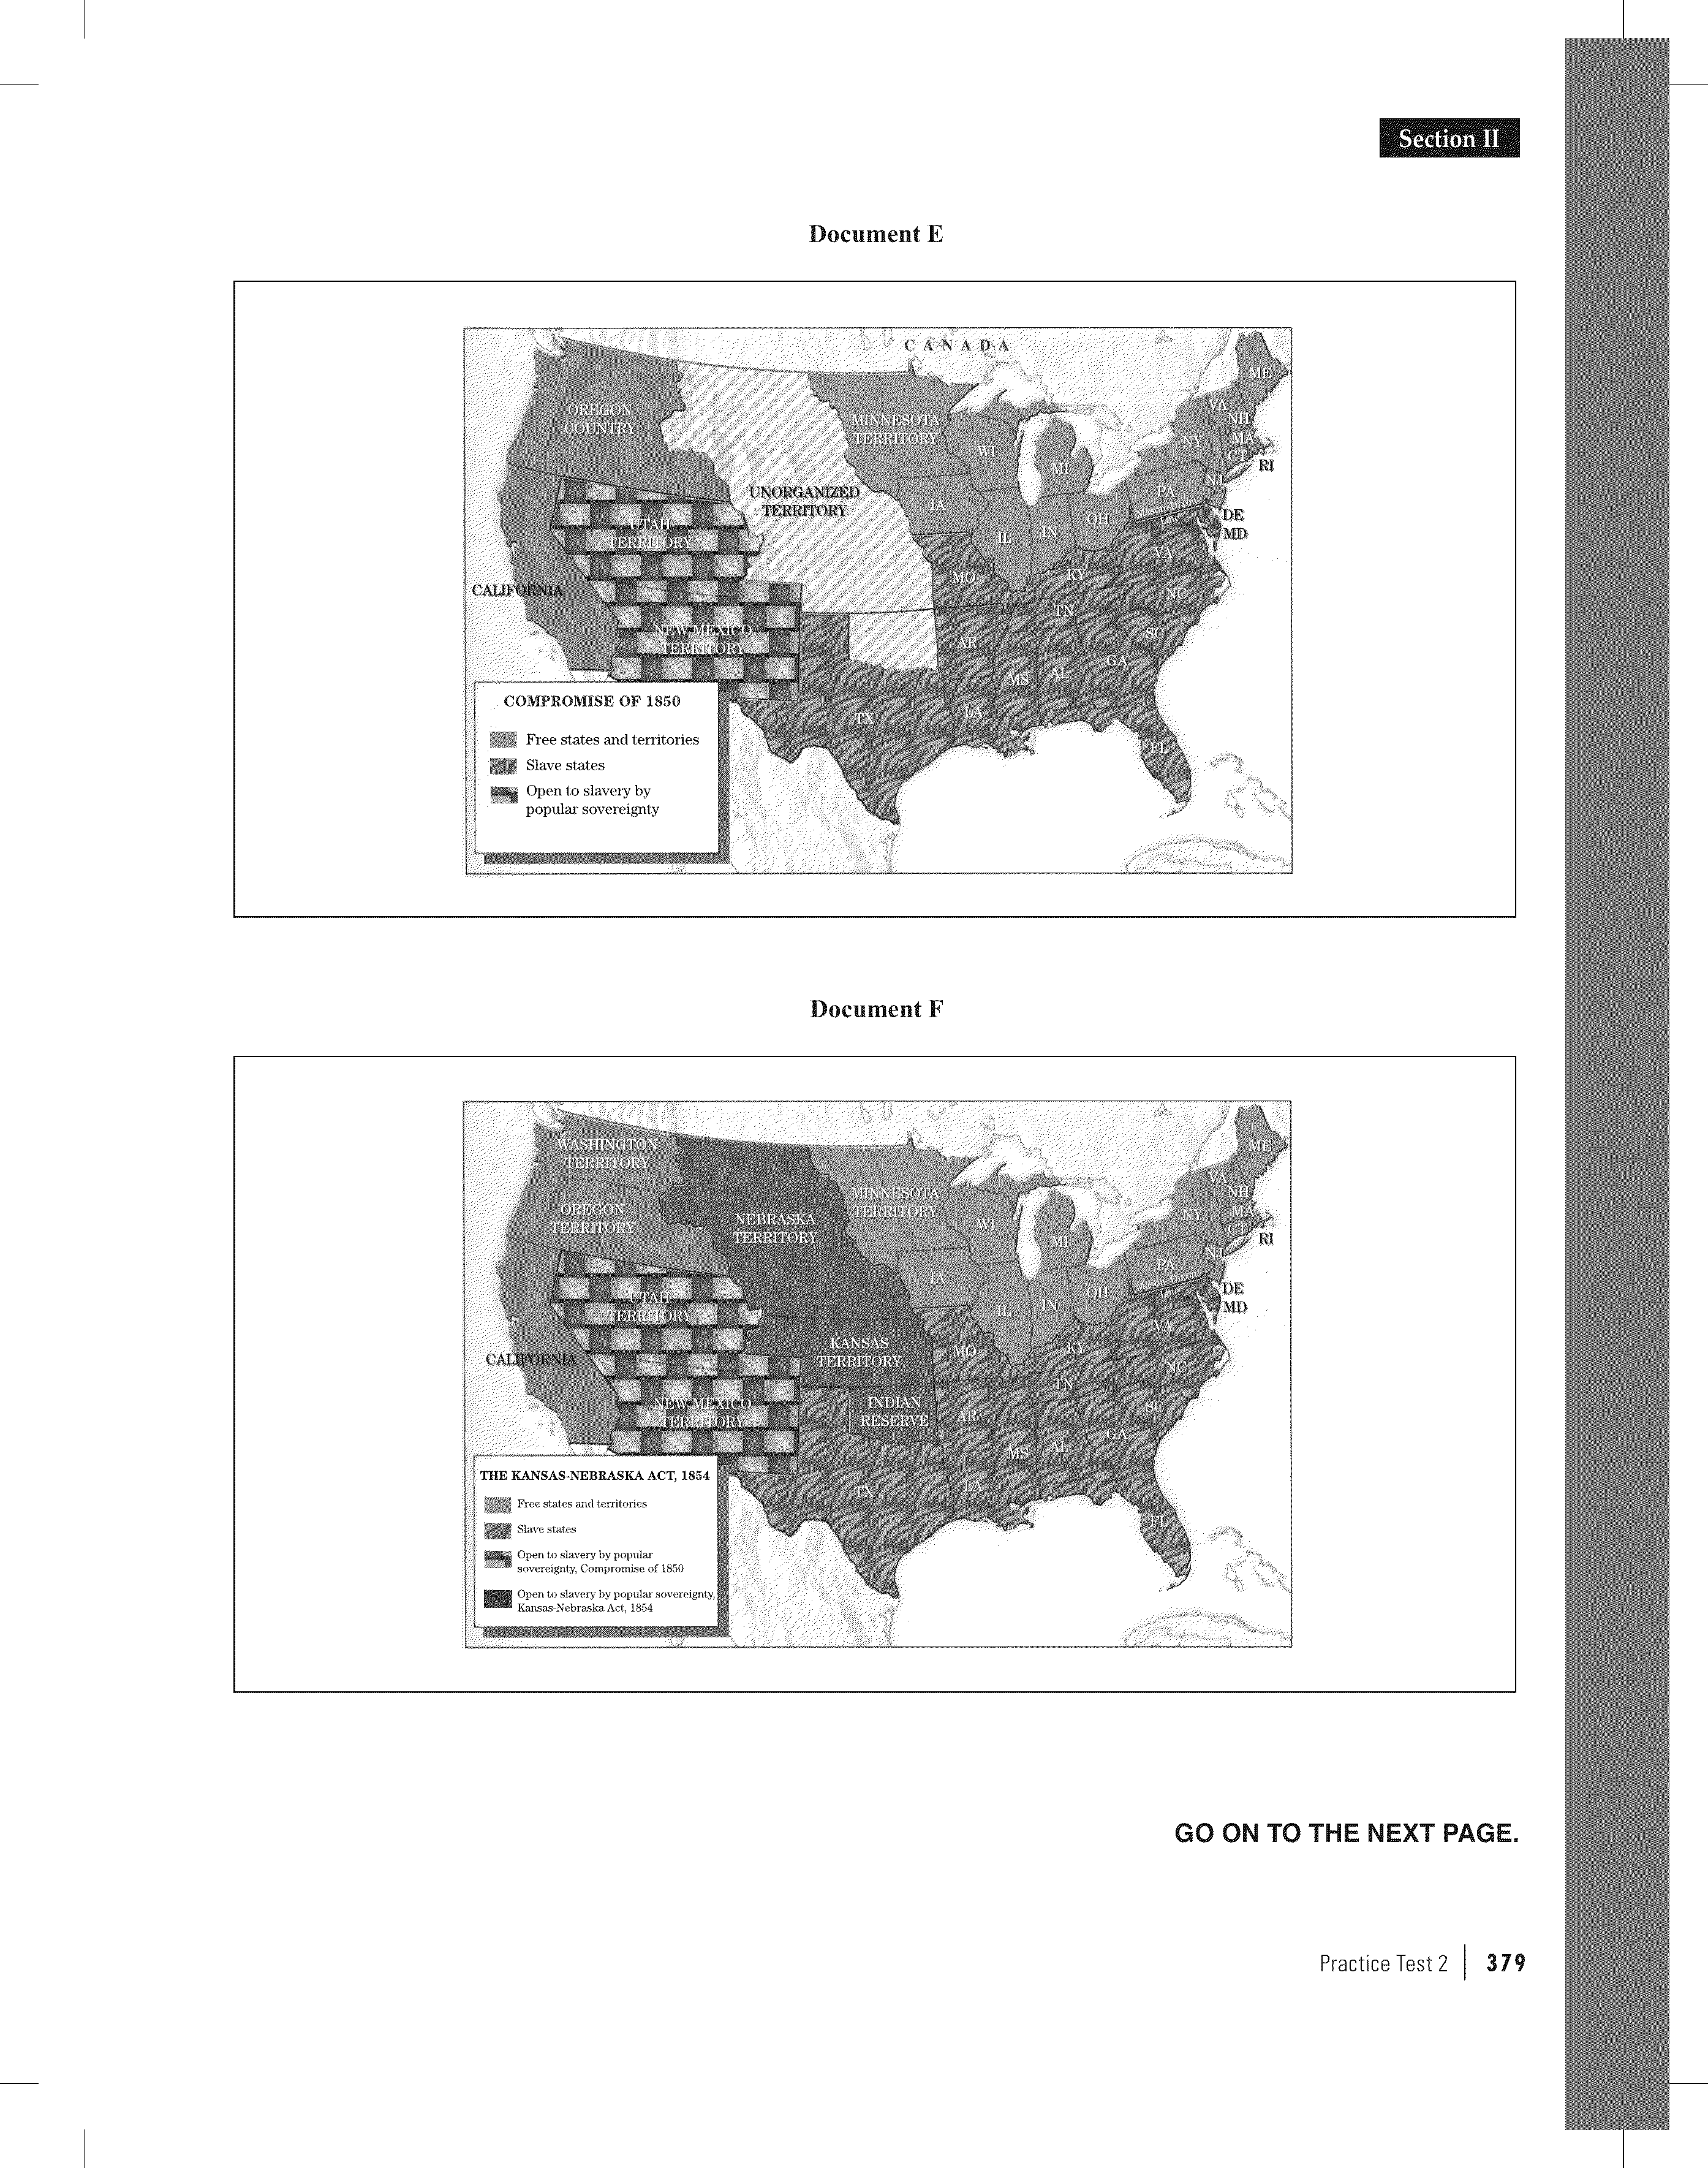 Section II
Document E
CANADA
OREGON
COUNTRY
MINNESOTA
TERRITORY
ME
VA
NH
NY
MA
CT
RI
WI
MI
UNORGANIZED
TERRITORY
IA
PA
NJ
Mason-Dixon
Line
DE
MD
UTAH
TERRITORY
IL
IN
OH
VA
CALIFORNIA
MO
KY
NC
NEW MEXICO
TERRITORY
TN
AR
SC
MS
AL
GA
TX
LA
FL
COMPROMISE OF 1850
Free states and territories
Slave states
Open to slavery by
popular sovereignty
Document F
WASHINGTON
TERRITORY
ME
OREGON
TERRITORY
NEBRASKA
TERRITORY
MINNESOTA
TERRITORY
VA
NH
NY
MA
CT
RI
WI
MI
IA
PA
NJ
Mason-Dixon
Line
DE
MD
UTAH
TERRITORY
IL
IN
OH
VA
CALIFORNIA
KANSAS
TERRITORY
MO
KY
NC
NEW MEXICO
TERRITORY
INDIAN
RESERVE
TN
AR
SC
MS
AL
GA
TX
LA
FL
THE KANSAS-NEBRASKA ACT, 1854
Free states and territories
Slave states
Open to slavery by popular
sovereignty, Compromise of 1850
Open to slavery by popular sovereignty,
Kansas-Nebraska Act, 1854
GO ON TO THE NEXT PAGE.
Practice Test 2 | 379